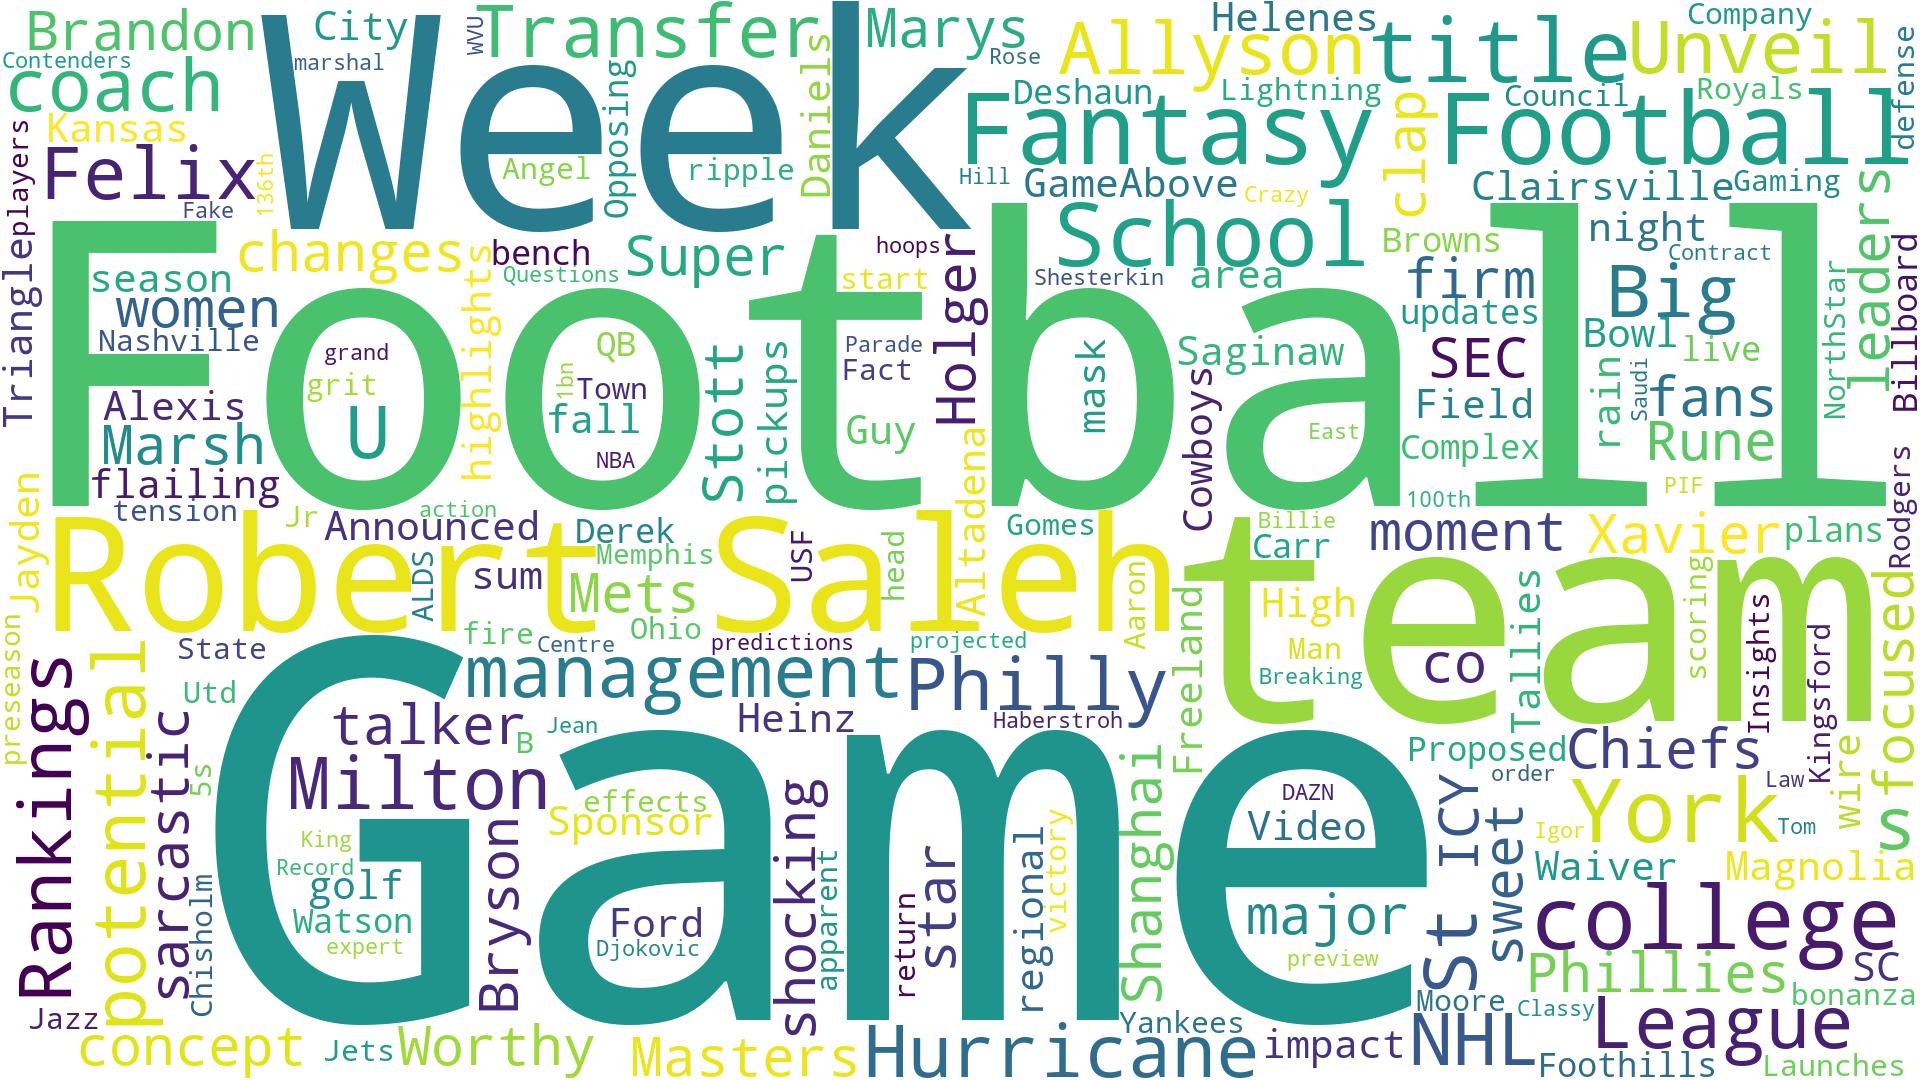 Brandon
City
WVU
Transfer
Marys
Helenes
Company
Contenders
marshal
Week
Rose
Allyson
title
Unveil
coach
Opposing
Daniels
Deshaun
Lightning
Council
Royals
defense
Kansas
Fantasy
clap
Football
players
Felix
136th
Angel
ripple
Hill
GameAbove
Crazy
Clairsville
Gaming
Fake
leaders
changes
highlights
bench
Super
hoops
Holger
School
Browns
night
Contract
Billboard
Triangle
season
Questions
start
Shesterkin
area
firm
Big
NorthStar
women
Football
updates
Nashville
grand
QB
Parade
mask
Saginaw
SEC
Bowl
live
grit
11bn
Town
Stott
pickups
Fact
Cowboys
rain
Saudi
fans
Alexis
U
fall
Guy
Field
Marsh
NBA
East
Complex
Rune
flailing
Altadena
100th
PIF
Rodgers
tension
Jr
action
Gomes
Billie
Jayden
Announced
Derek
USF
Carr
moment
Xavier
plans
Robert
Saleh
team
ALDS
sum
Memphis
head
Aaron
Mets
Freeland
High
Tallies
scoring
Insights
focused
preseason
fire
Ohio
State
Centre
predictions
projected
Man
co
Kingsford
Rankings
potential
Utd
management
Philly
Breaking
sarcastic
talker
B
Jean
Heinz
Haberstroh
Proposed
Chiefs
5s
Game
Milton
Shanghai
order
Law
wire
s
effects
Sponsor
shocking
DAZN
Video
ICY
sweet
York
Igor
Tom
King
Record
golf
Bryson
victory
regional
star
apparent
Waiver
Magnolia
Chisholm
Watson
Ford
return
major
St
college
expert
Djokovic
preview
Phillies
SC
Jazz
Moore
Classy
bonanza
concept
Jets
Worthy
Masters
Hurricane
Yankees
impact
NHL
League
Foothills
Launches